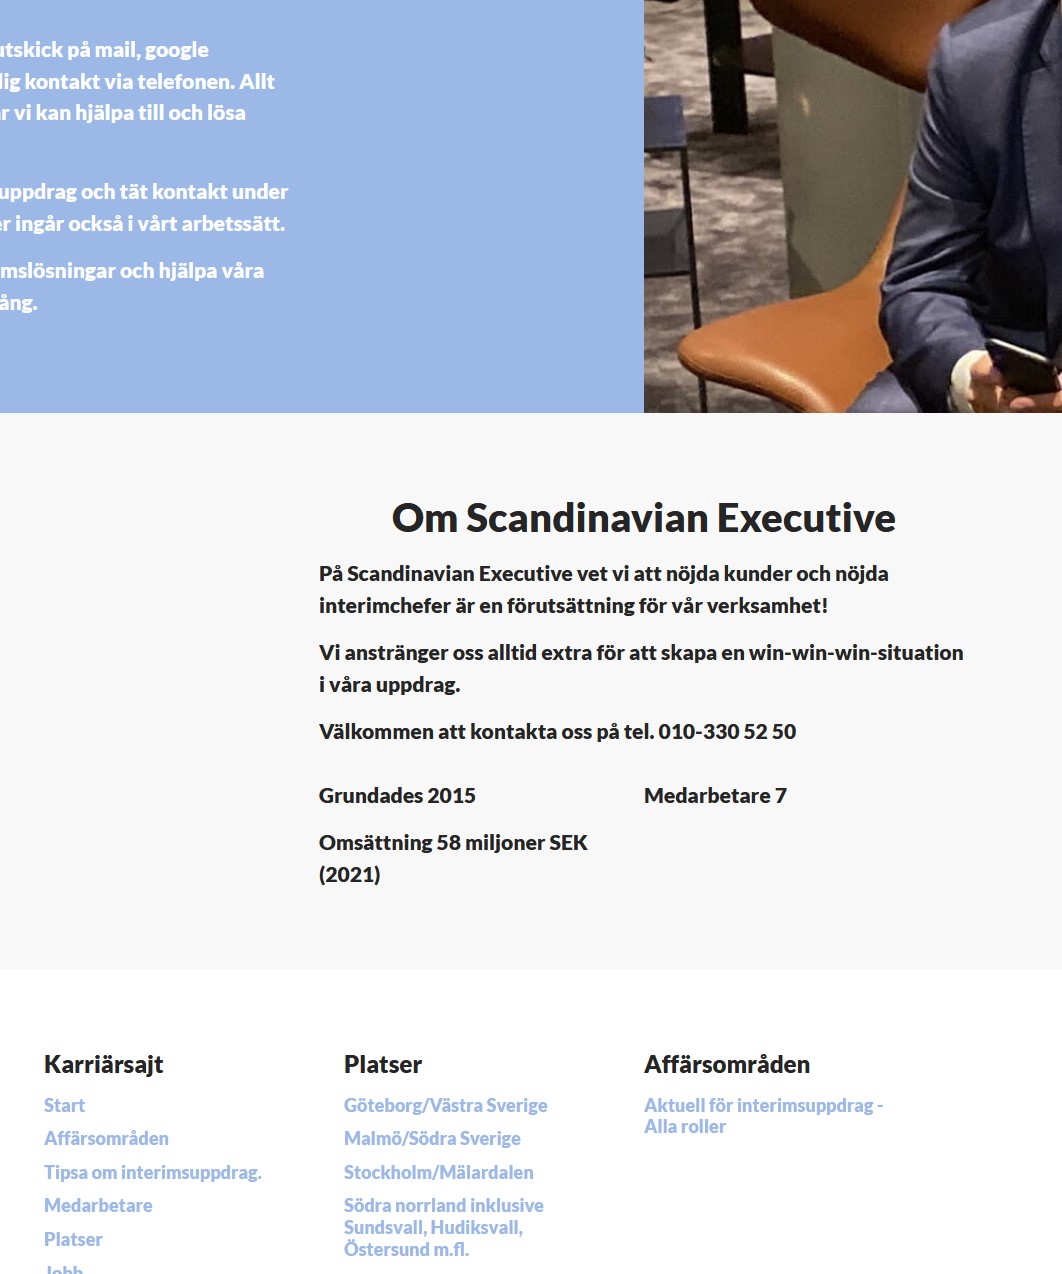 utskick på mail, google
lig kontakt via telefonen. Allt
r vi kan hjälpa till och lösa
uppdrag och tät kontakt under
er ingår också i vårt arbetssätt.
mslösningar och hjälpa våra
ång.
Om Scandinavian Executive
På Scandinavian Executive vet vi att nöjda kunder och nöjda
interimchefer är en förutsättning för vår verksamhet!
Vi anstränger oss alltid extra för att skapa en win-win-win-situation
i våra uppdrag.
Välkommen att kontakta oss på tel. 010-330 52 50
Grundades 2015
Medarbetare 7
Omsättning 58 miljoner SEK
(2021)
Karriärsajt
Start
Affärsområden
Tipsa om interimsuppdrag.
Medarbetare
Platser
Jobb
Platser
Göteborg/Västra Sverige
Malmö/Södra Sverige
Stockholm/Mälardalen
Södra norrland inklusive
Sundsvall, Hudiksvall,
Östersund m.fl.
Affärsområden
Aktuell för interimsuppdrag -
Alla roller